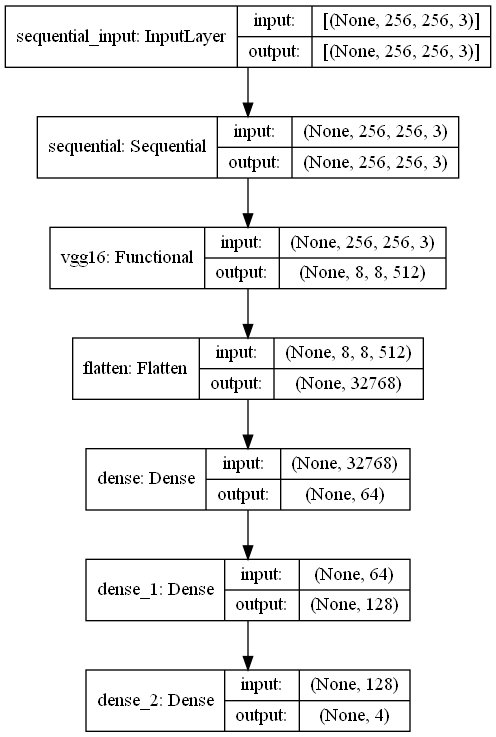 sequential_input: InputLayer
input: [(None, 256, 256, 3)]
output: [(None, 256, 256, 3)]
sequential: Sequential
input: (None, 256, 256, 3)
output: (None, 256, 256, 3)
vgg16: Functional
input: (None, 256, 256, 3)
output: (None, 8, 8, 512)
flatten: Flatten
input: (None, 8, 8, 512)
output: (None, 32768)
dense: Dense
input: (None, 32768)
output: (None, 64)
dense_1: Dense
input: (None, 64)
output: (None, 128)
dense_2: Dense
input: (None, 128)
output: (None, 4)